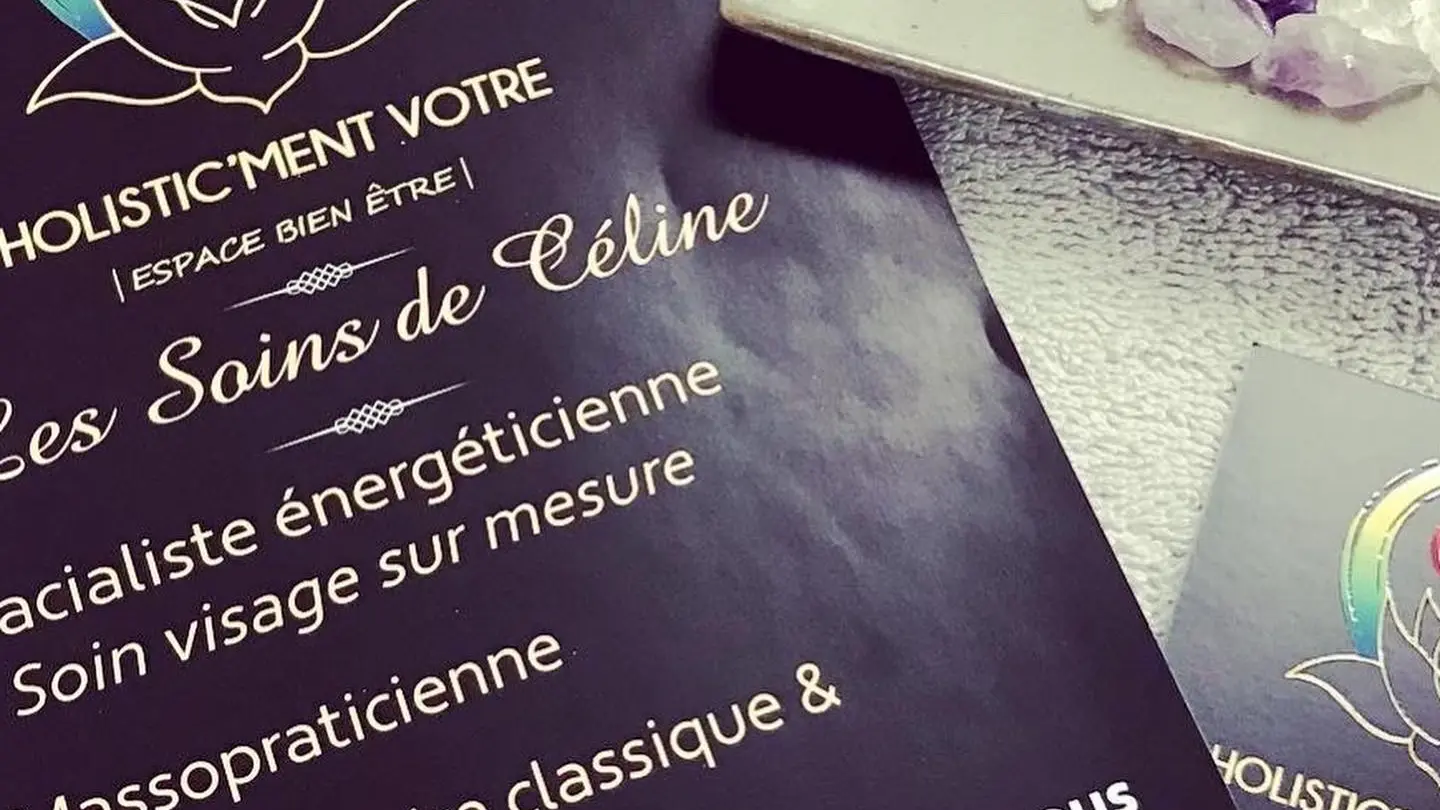 HOLISTIC'MENT VOTRE
| ESPACE BIEN ÊTRE |
Les Soins de Céline
acialiste énergéticienne
Soin visage sur mesure
Massopraticienne
classique &
HOLISTIC